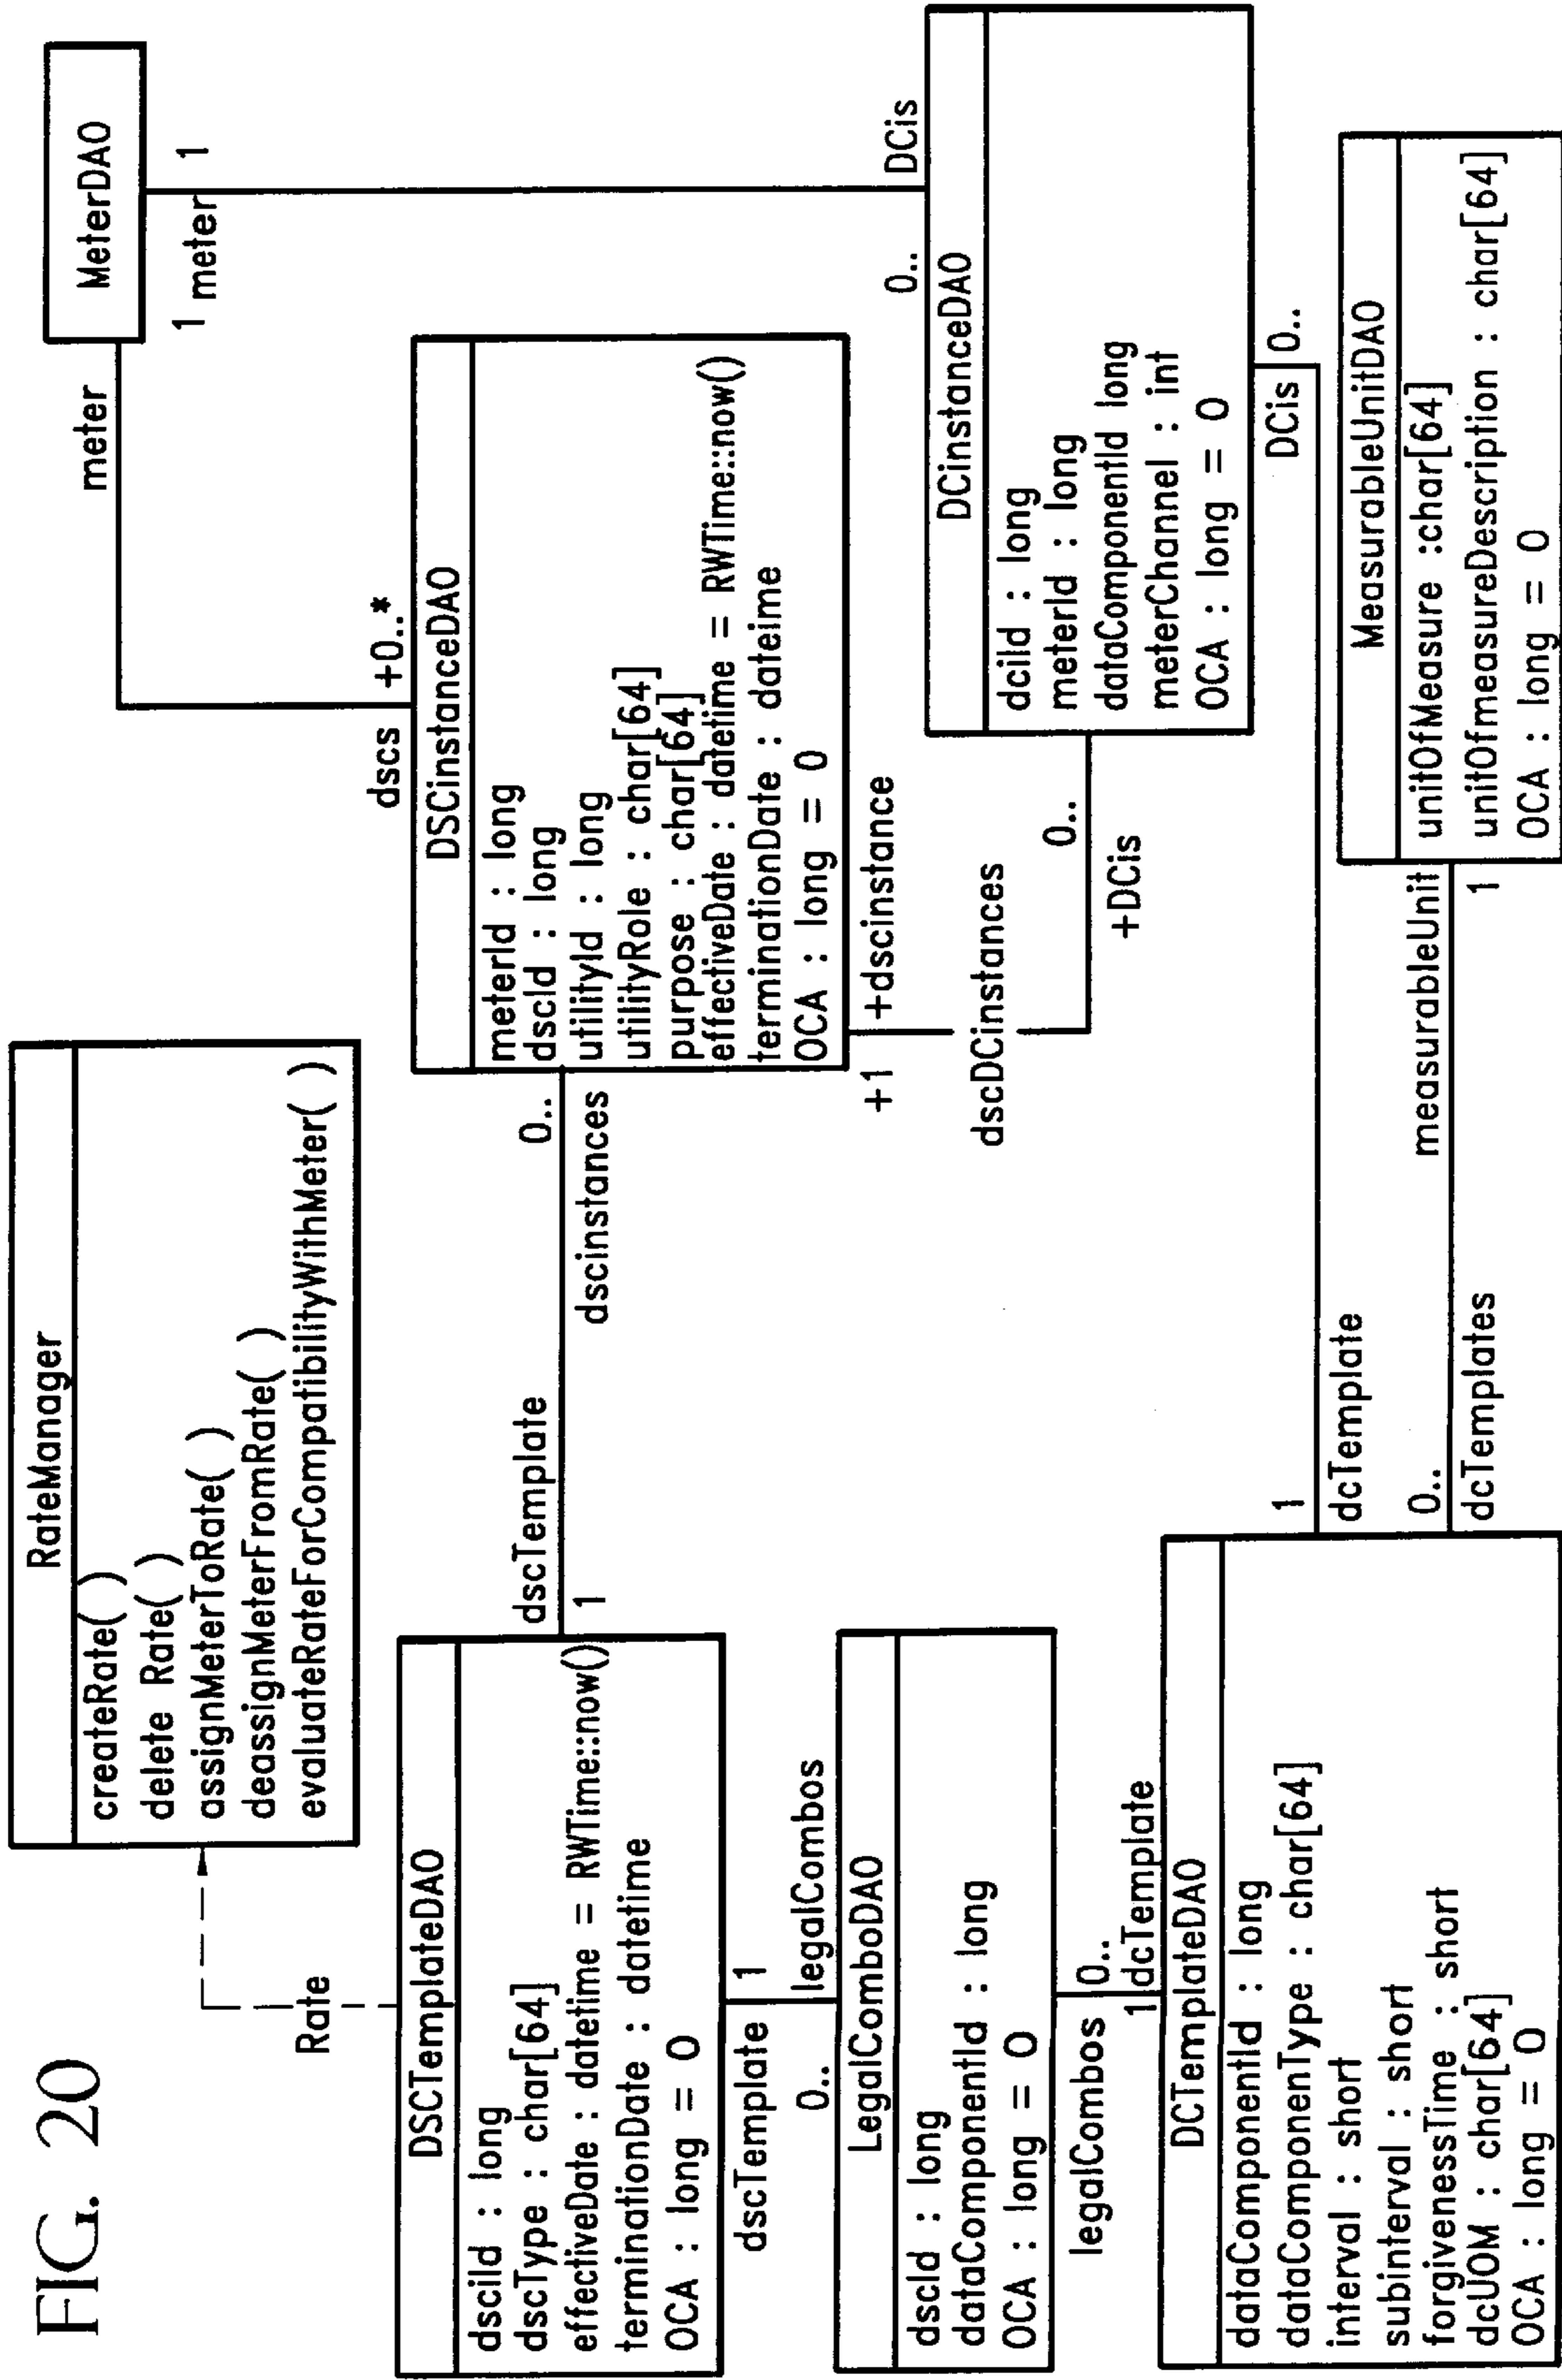 FIG. 20
RateManager
createRate( )
delete Rate( )
assignMeterToRate( )
deassignMeterFromRate( )
evaluateRateForCompatibilityWithMeter( )
MeterDAO
Rate
meter
1
meter
1
DSCTemplateDAO
dsciId : long
dscType : char[64]
effectiveDate : datetime = RWTime::now()
terminationDate : datetime
OCA : long = 0
dscTemplate
1
0..
dscinstances
dscs
+0..*
DSCinstanceDAO
meterId : long
dscId : long
utilityId : long
utilityRole : char[64]
purpose : char[64]
effectiveDate : datetime = RWTime::now()
terminationDate : dateime
OCA : long = 0
dscTemplate
1
0..
legalCombos
LegalComboDAO
dscId : long
dataComponentId : long
OCA : long = 0
+1
+dscinstance
dscDCinstances
0..
+DCis
0..
DCis
DCinstanceDAO
dciId : long
meterId : long
dataComponentId long
meterChannel : int
OCA : long = 0
legalCombos
0..
1
dcTemplate
DCTemplateDAO
dataComponentId : long
dataComponentType : char[64]
interval : short
subinterval : short
forgivenessTime : short
dcUOM : char[64]
OCA : long = 0
1
dcTemplate
DCis
0..
0..
dcTemplates
measurableUnit
1
MeasurableUnitDAO
unitOfMeasure :char[64]
unitOfmeasureDescription : char[64]
OCA : long = 0